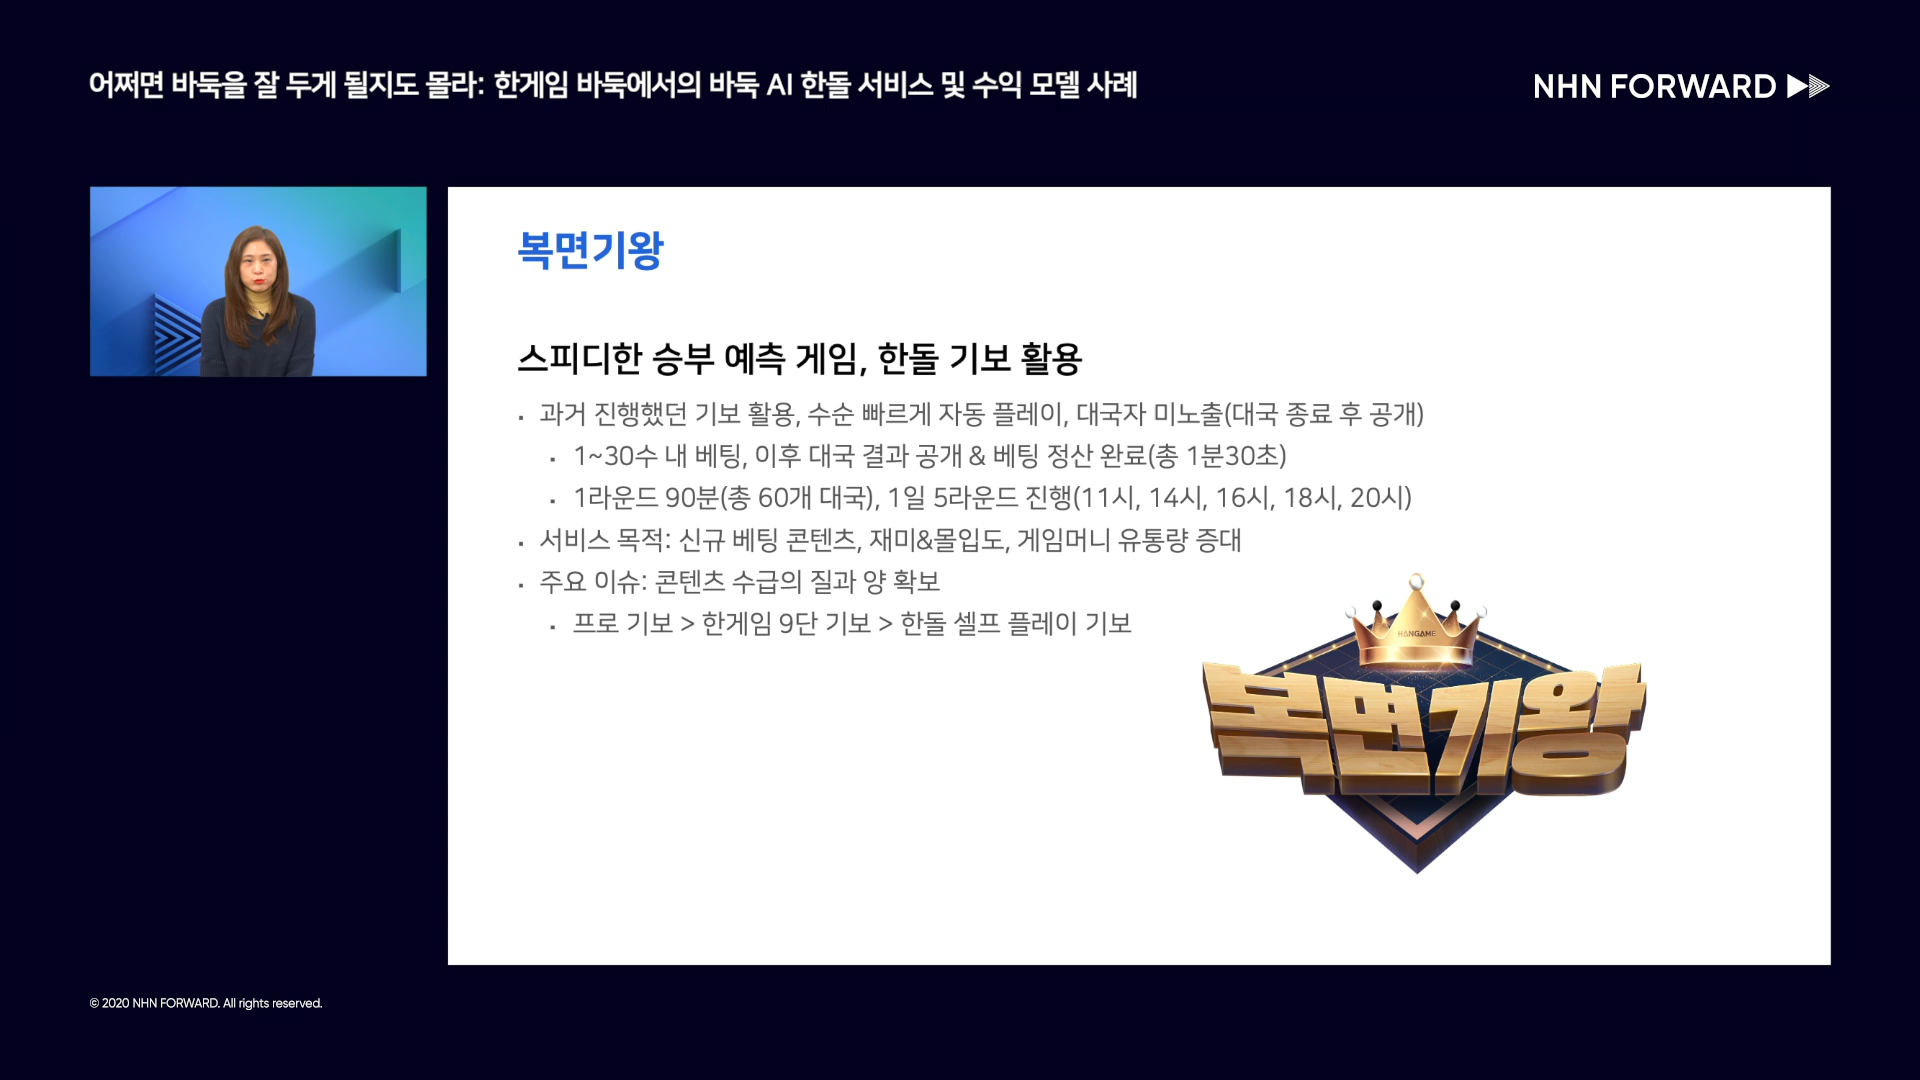 어쩌면 바둑을 잘 두게 될지도 몰라: 한게임 바둑에서의 바둑 AI 한돌 서비스 및 수익 모델 사례
NHN FORWARD
복면기왕
스피디한 승부 예측 게임, 한돌 기보 활용
· 과거 진행했던 기보 활용, 수순 빠르게 자동 플레이, 대국자 미노출(대국 종료 후 공개)
· 1~30수 내 베팅, 이후 대국 결과 공개 & 베팅 정산 완료(총 1분30초)
· 1라운드 90분(총 60개 대국), 1일 5라운드 진행(11시, 14시, 16시, 18시, 20시)
· 서비스 목적: 신규 베팅 콘텐츠, 재미&몰입도, 게임머니 유통량 증대
· 주요 이슈: 콘텐츠 수급의 질과 양 확보
· 프로 기보 > 한게임 9단 기보 > 한돌 셀프 플레이 기보
HANGAME
복면기왕
© 2020 NHN FORWARD. All rights reserved.